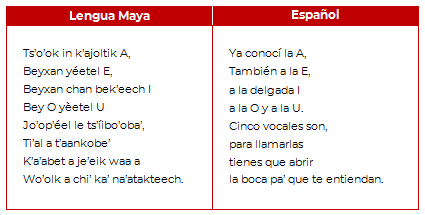 Lengua Maya
Ts'o'ok in k'ajoltik A,
Beyxan yéetel E,
Beyxan chan bek'eech I
Bey O yèetel U
Jo'op'éel le ts'íibo'oba',
Ti'al a t'aankobe'
K'a'abet a je'eik waa a
Wo'olk a chi' ka' na'atakteech.
Español
Ya conocí la A,
También a la E,
a la delgada I
a la O y a la U.
Cinco vocales son,
para llamarlas
tienes que abrir
la boca pa' que te entiendan.